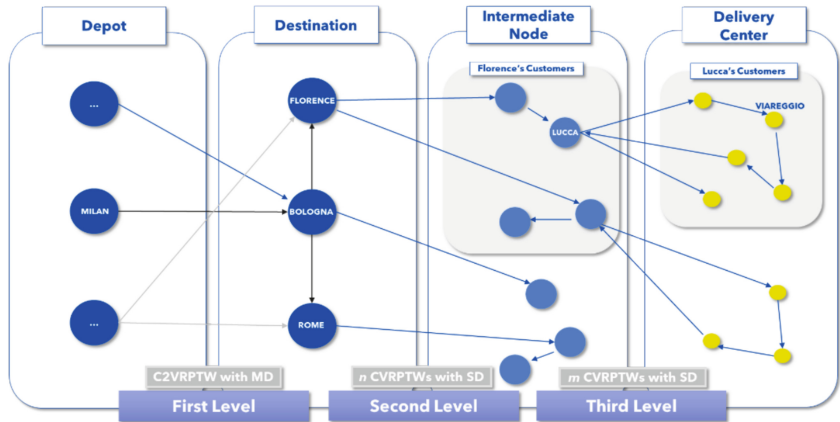 Depot
Destination
Intermediate
Node
Delivery
Center
Florence's Customers
Lucca's Customers
...
FLORENCE
LUCCA
VIAREGGIO
MILAN
BOLOGNA
...
ROME
C2VRPTW with MD
n CVRPTWs with SD
m CVRPTWs with SD
First Level
Second Level
Third Level